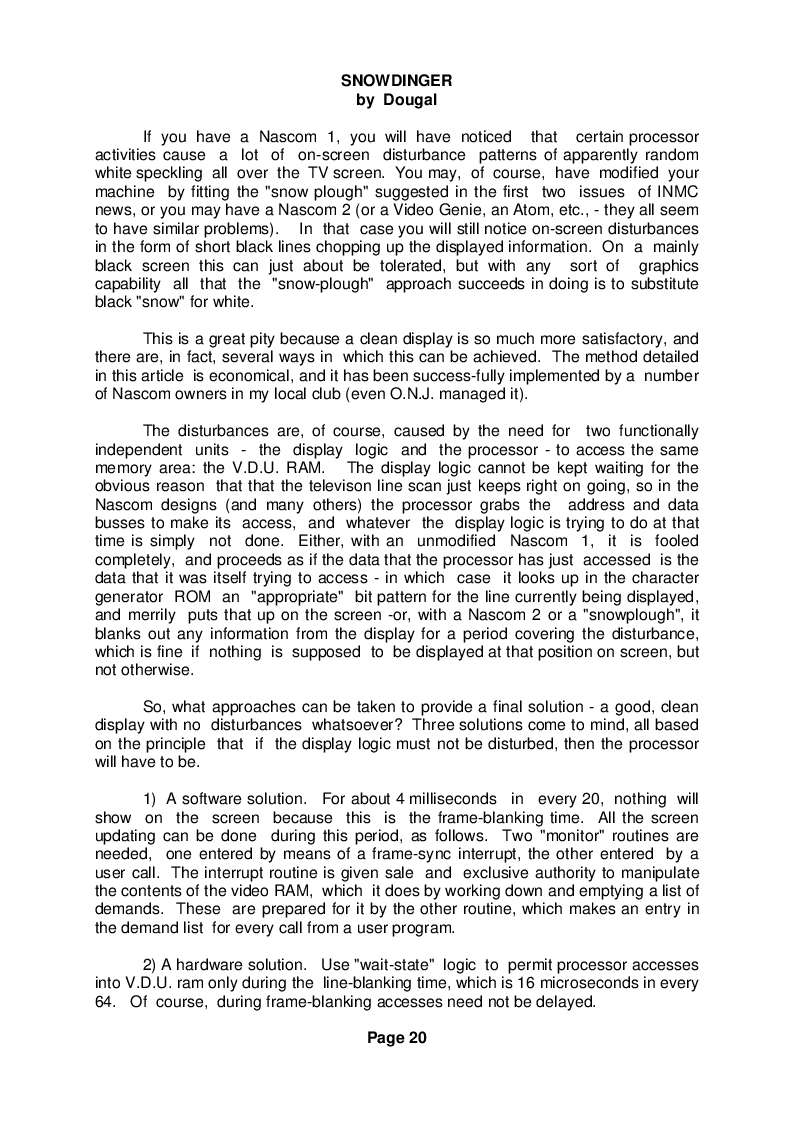 SNOWDINGER
by Dougal
If you have a Nascom 1, you will have noticed that certain processor
activities cause a lot of on-screen disturbance patterns of apparently random
white speckling all over the TV screen. You may, of course, have modified your
machine by fitting the "snow plough" suggested in the first two issues of INMC
news, or you may have a Nascom 2 (or a Video Genie, an Atom, etc., - they all seem
to have similar problems). In that case you will still notice on-screen disturbances
in the form of short black lines chopping up the displayed information. On a mainly
black screen this can just about be tolerated, but with any sort of graphics
capability all that the "snow-plough" approach succeeds in doing is to substitute
black "snow" for white.
This is a great pity because a clean display is so much more satisfactory, and
there are, in fact, several ways in which this can be achieved. The method detailed
in this article is economical, and it has been success-fully implemented by a number
of Nascom owners in my local club (even O.N.J. managed it).
The disturbances are, of course, caused by the need for two functionally
independent units - the display logic and the processor - to access the same
memory area: the V.D.U. RAM. The display logic cannot be kept waiting for the
obvious reason that that the televison line scan just keeps right on going, so in the
Nascom designs (and many others) the processor grabs the address and data
busses to make its access, and whatever the display logic is trying to do at that
time is simply not done. Either, with an unmodified Nascom 1, it is fooled
completely, and proceeds as if the data that the processor has just accessed is the
data that it was itself trying to access - in which case it looks up in the character
generator ROM an "appropriate" bit pattern for the line currently being displayed,
and merrily puts that up on the screen -or, with a Nascom 2 or a "snowplough", it
blanks out any information from the display for a period covering the disturbance,
which is fine if nothing is supposed to be displayed at that position on screen, but
not otherwise.
So, what approaches can be taken to provide a final solution - a good, clean
display with no disturbances whatsoever? Three solutions come to mind, all based
on the principle that if the display logic must not be disturbed, then the processor
will have to be.
1) A software solution. For about 4 milliseconds in every 20, nothing will
show on the screen because this is the frame-blanking time. All the screen
updating can be done during this period, as follows. Two "monitor" routines are
needed, one entered by means of a frame-sync interrupt, the other entered by a
user call. The interrupt routine is given sale and exclusive authority to manipulate
the contents of the video RAM, which it does by working down and emptying a list of
demands. These are prepared for it by the other routine, which makes an entry in
the demand list for every call from a user program.
2) A hardware solution. Use "wait-state" logic to permit processor accesses
into V.D.U. ram only during the line-blanking time, which is 16 microseconds in every
64. Of course, during frame-blanking accesses need not be delayed.
Page 20